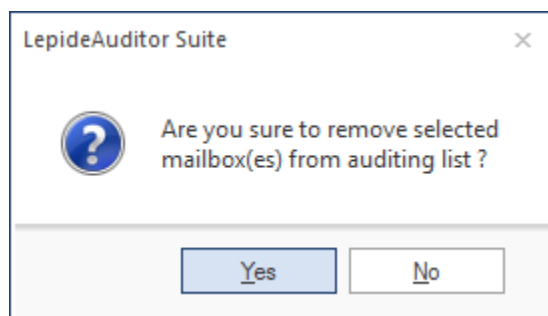 LepideAuditor Suite
Are you sure to remove selected
mailbox(es) from auditing list ?
Yes
No